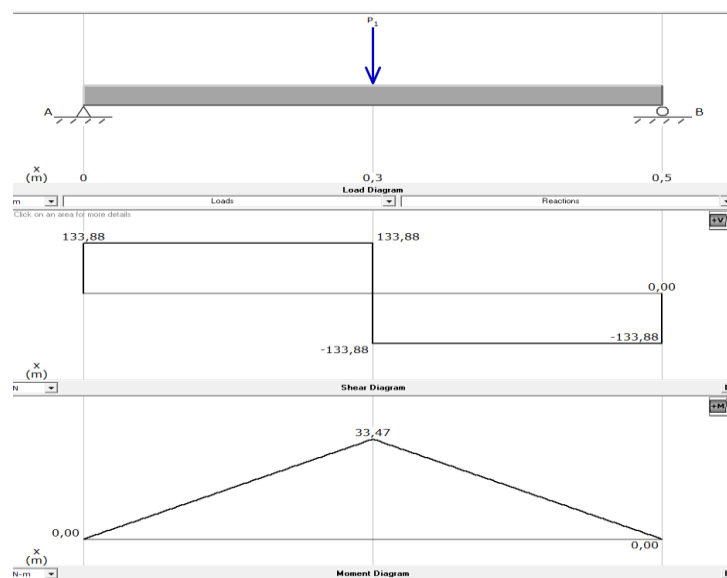 P1
A B
x
(m) 0 0,3 0,5
Load Diagram
m Loads Reactions
Click on an area for more details
+V
133,88 133,88
0,00
-133,88 -133,88
x
(m)
N Shear Diagram
+M
33,47
0,00 0,00
x
(m)
N-m Moment Diagram